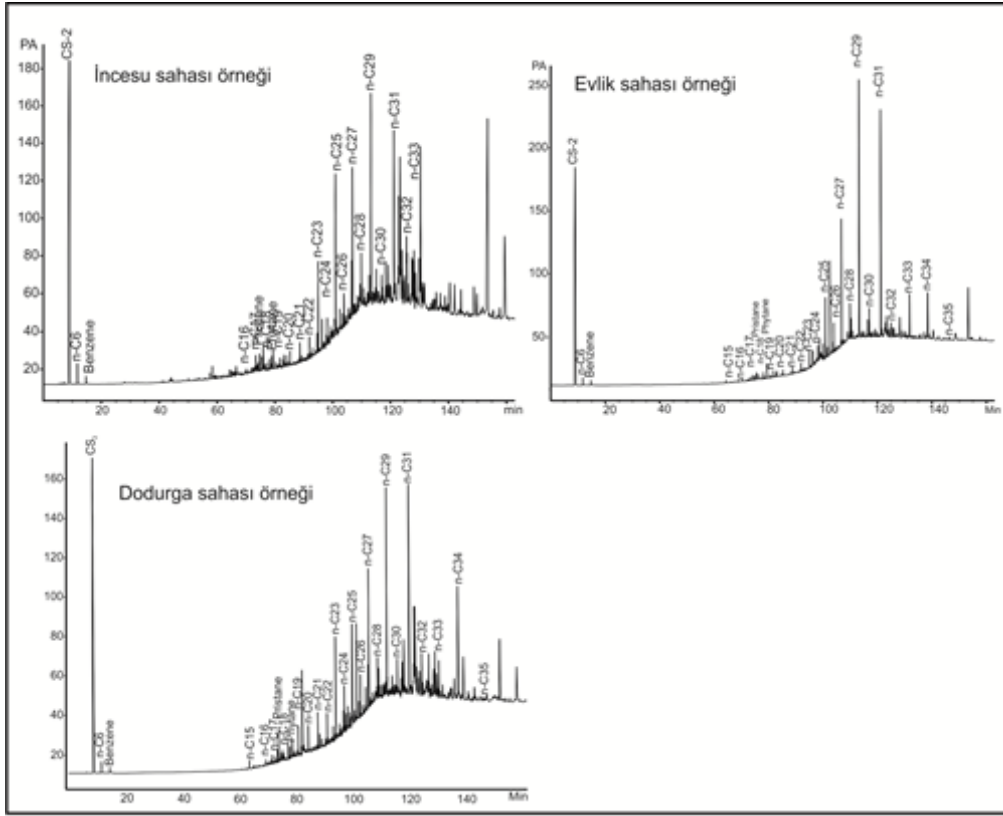 İncesu sahası örneği
PA
180
160
140
120
100
80
60
40
20
20
40
60
80
100
120
140
min
CS-2
n-C6
Benzene
n-C16
n-C20
n-C21
n-C22
n-C23
n-C24
n-C25
n-C26
n-C27
n-C28
n-C29
n-C30
n-C31
n-C32
n-C33
Evlik sahası örneği
PA
250
200
150
100
50
20
40
60
80
100
120
140
Min
CS-2
n-C6
Benzene
n-C15
n-C16
n-C17
Pristane
n-C18
Phytane
n-C19
n-C20
n-C21
n-C22
n-C23
n-C24
n-C25
n-C26
n-C27
n-C28
n-C29
n-C30
n-C31
n-C32
n-C33
n-C34
n-C35
Dodurga sahası örneği
160
140
120
100
80
60
40
20
20
40
60
80
100
120
140
Min
n-C6
Benzene
n-C15
n-C16
n-C17
Pristane
n-C18
n-C19
n-C20
n-C21
n-C22
n-C23
n-C24
n-C25
n-C26
n-C27
n-C28
n-C29
n-C30
n-C31
n-C32
n-C33
n-C34
n-C35